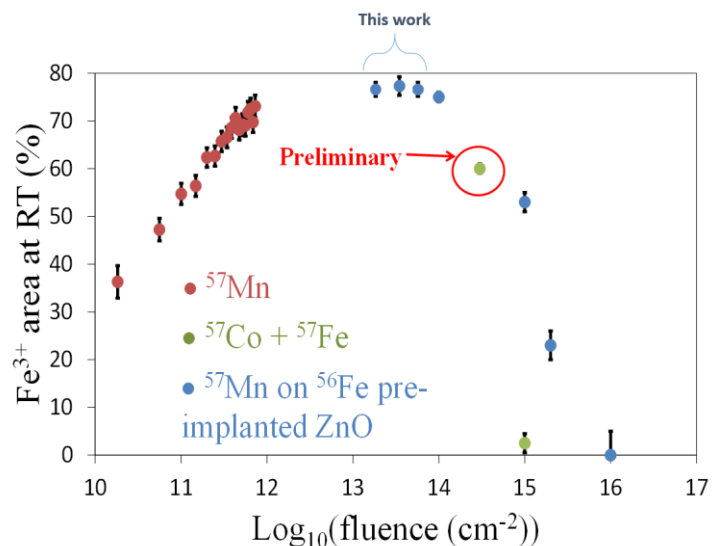 This work
80
70
60
50
40
30
20
10
0
Fe³⁺ area at RT (%)
Preliminary
⁵⁷Mn
⁵⁷Co + ⁵⁷Fe
⁵⁷Mn on ⁵⁶Fe pre-
implanted ZnO
10 11 12 13 14 15 16 17
Log₁₀(fluence (cm⁻²))